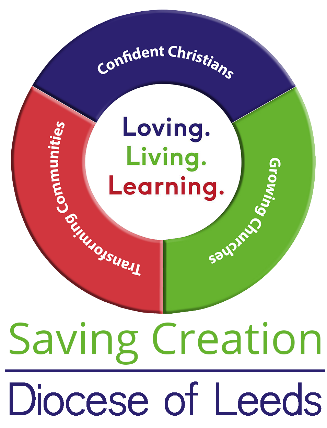 Confident Christians
Loving.
Living.
Learning.
Transforming Communities
Growing Churches
Saving Creation
Diocese of Leeds